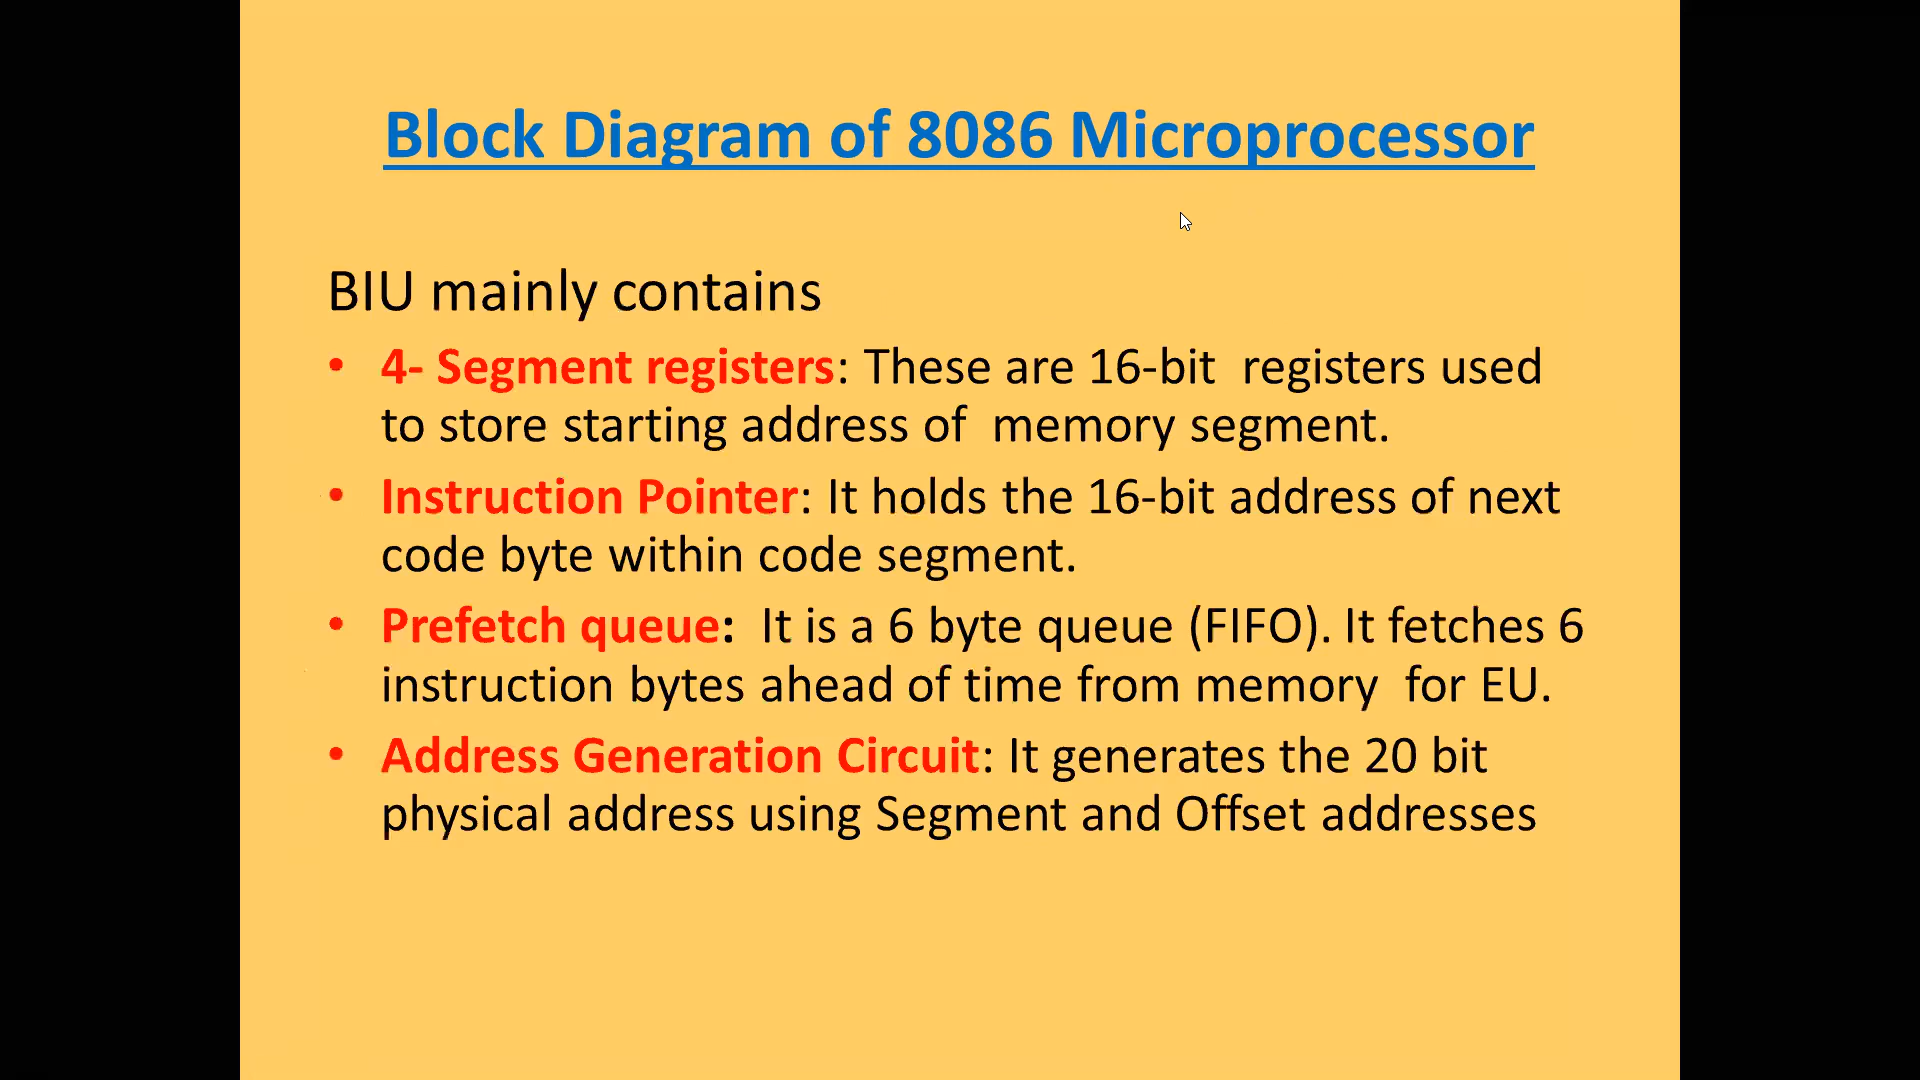 Block Diagram of 8086 Microprocessor
BIU mainly contains
• 4- Segment registers: These are 16-bit  registers used
to store starting address of  memory segment.
• Instruction Pointer: It holds the 16-bit address of next
code byte within code segment.
• Prefetch queue:  It is a 6 byte queue (FIFO). It fetches 6
instruction bytes ahead of time from memory  for EU.
• Address Generation Circuit: It generates the 20 bit
physical address using Segment and Offset addresses